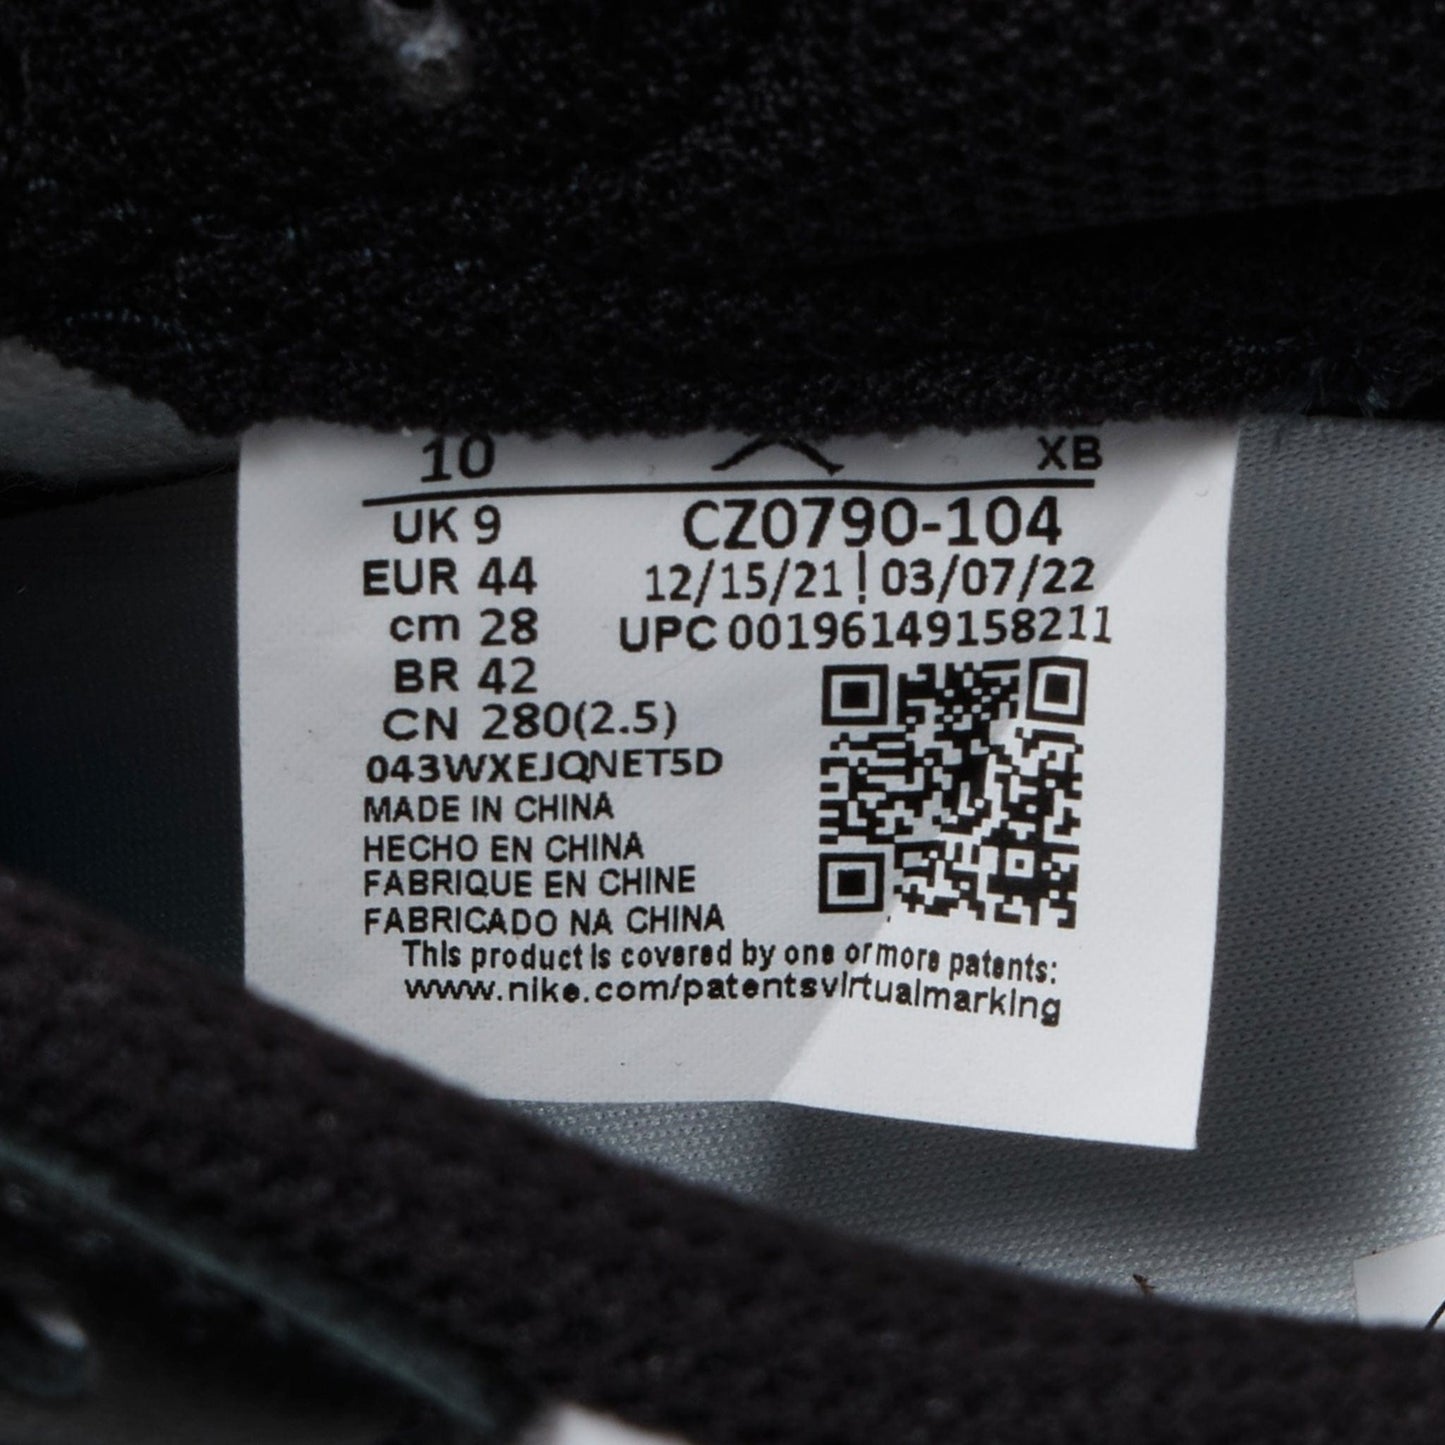 10 XB
UK 9 CZ0790-104
EUR 44 12/15/21 | 03/07/22
cm 28 UPC 00196149158211
BR 42
CN 280(2.5)
043WXEJQNET5D
MADE IN CHINA
HECHO EN CHINA
FABRIQUE EN CHINE
FABRICADO NA CHINA
This product is covered by one or more patents:
www.nike.com/patentsvirtualmarking